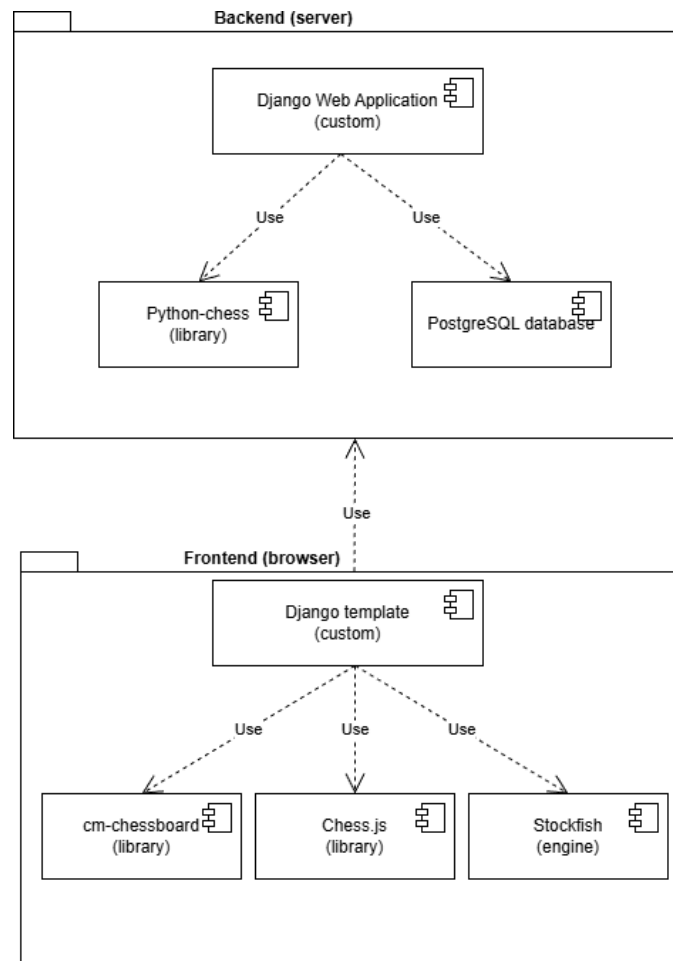 Backend (server)
Django Web Application
(custom)
Use
Use
Python-chess
(library)
PostgreSQL database
Use
Frontend (browser)
Django template
(custom)
Use
Use
Use
cm-chessboard
(library)
Chess.js
(library)
Stockfish
(engine)